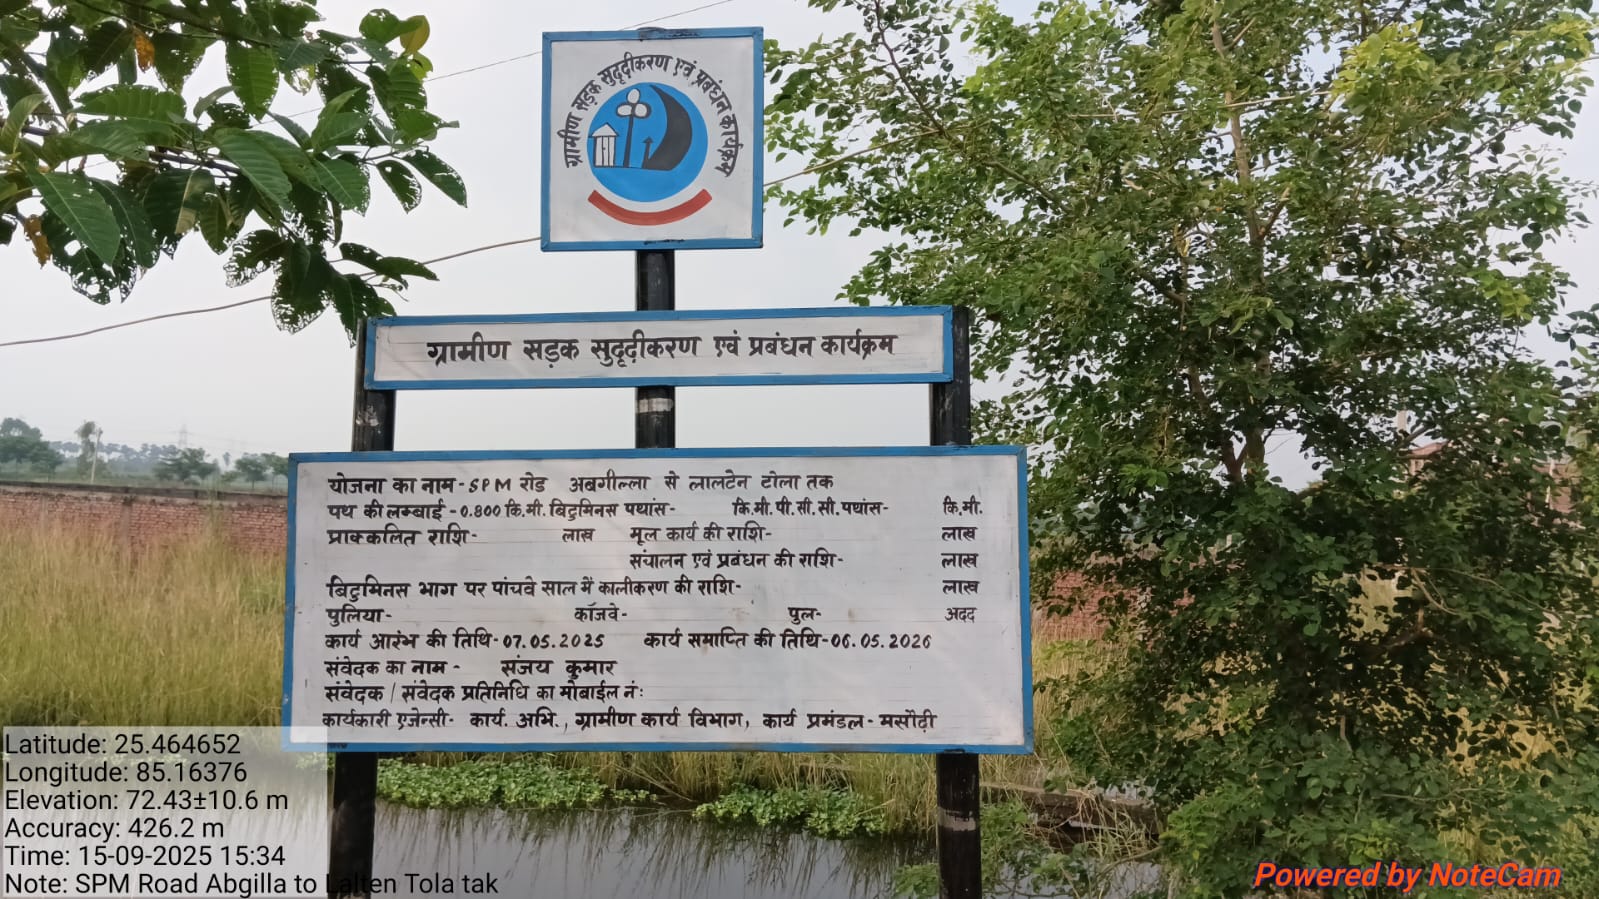 ग्रामीण सड़क सुदृढ़ीकरण एवं प्रबंधन कार्यक्रम
ग्रामीण सड़क सुदृढ़ीकरण एवं प्रबंधन कार्यक्रम
योजना का नाम - SPM रोड अबगील्ला से लालटेन टोला तक
पथ की लम्बाई - 0.800 कि.मी. बिटुमिनस पथांस- कि.मी. पी.सी.सी. पथांस- कि.मी.
प्राक्कलित राशि- लाख मूल कार्य की राशि- लाख
संचालन एवं प्रबंधन की राशि- लाख
बिटुमिनस भाग पर पांचवे साल में कालीकरण की राशि- लाख
पुलिया- कॉजवे- पुल- अदद
कार्य आरंभ की तिथि-07.05.2025 कार्य समाप्ति की तिथि-06.05.2026
संवेदक का नाम - संजय कुमार
संवेदक / संवेदक प्रतिनिधि का मोबाईल नं:
कार्यकारी एजेन्सी- कार्य. अभि., ग्रामीण कार्य विभाग, कार्य प्रमंडल - मसौढ़ी
Latitude: 25.464652
Longitude: 85.16376
Elevation: 72.43±10.6 m
Accuracy: 426.2 m
Time: 15-09-2025 15:34
Note: SPM Road Abgilla to Lalten Tola tak
Powered by NoteCam